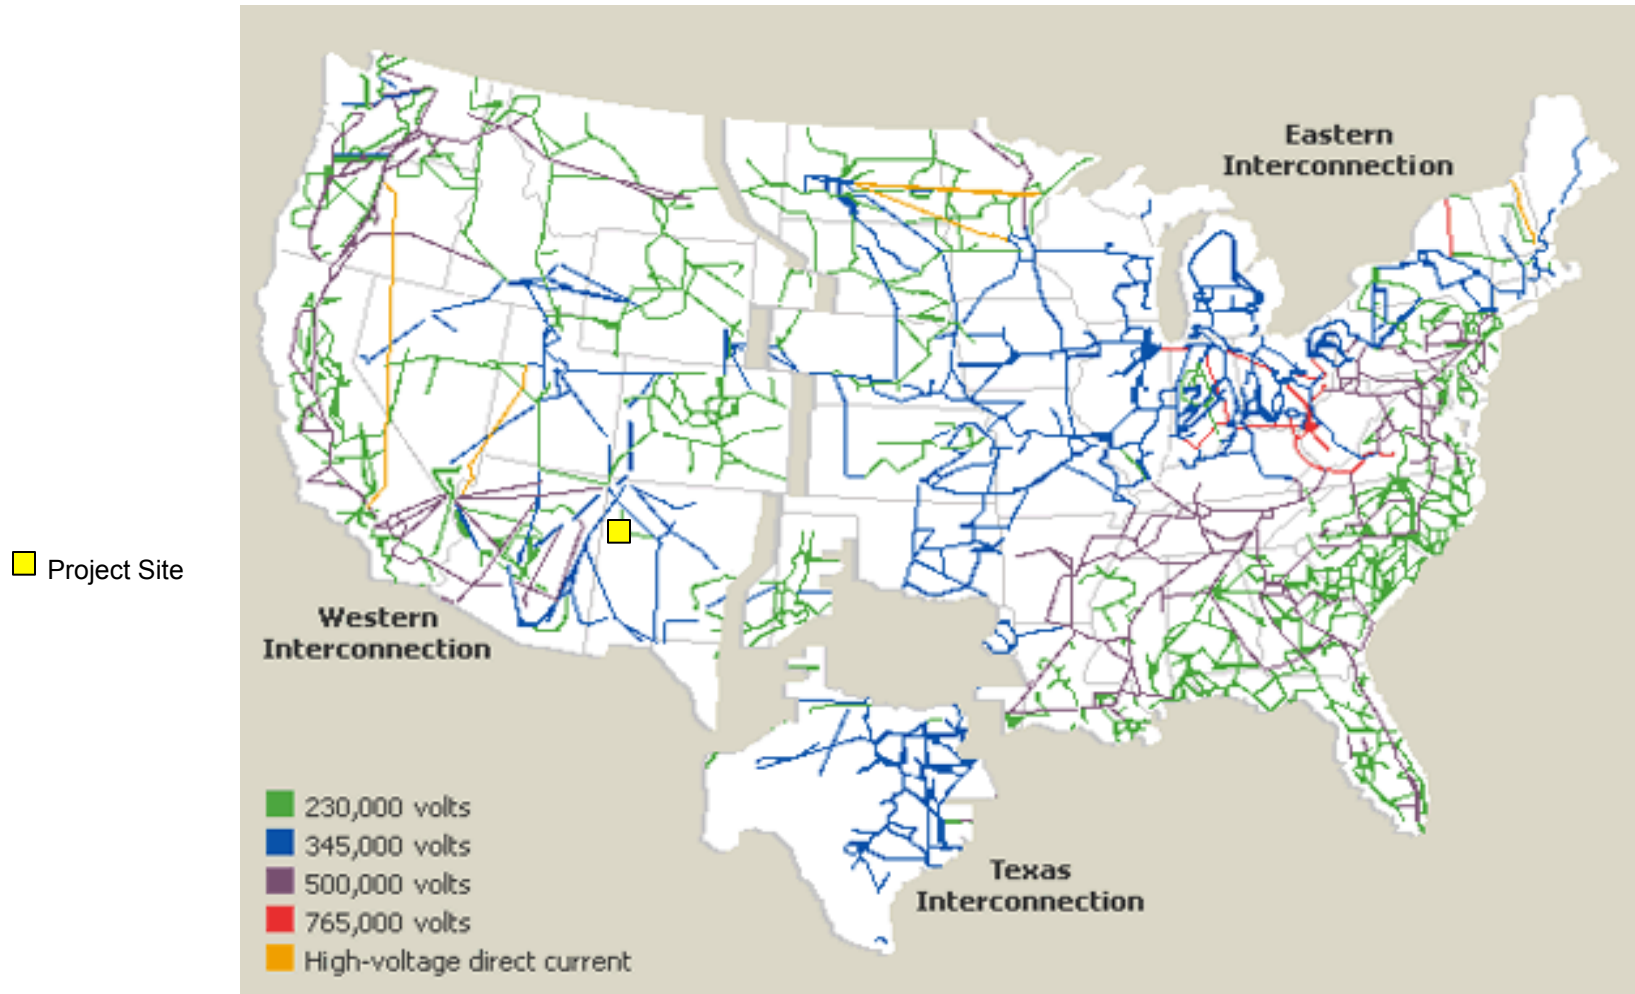 Eastern
Interconnection
Project Site
Western
Interconnection
230,000 volts
345,000 volts
500,000 volts
765,000 volts
High-voltage direct current
Texas
Interconnection